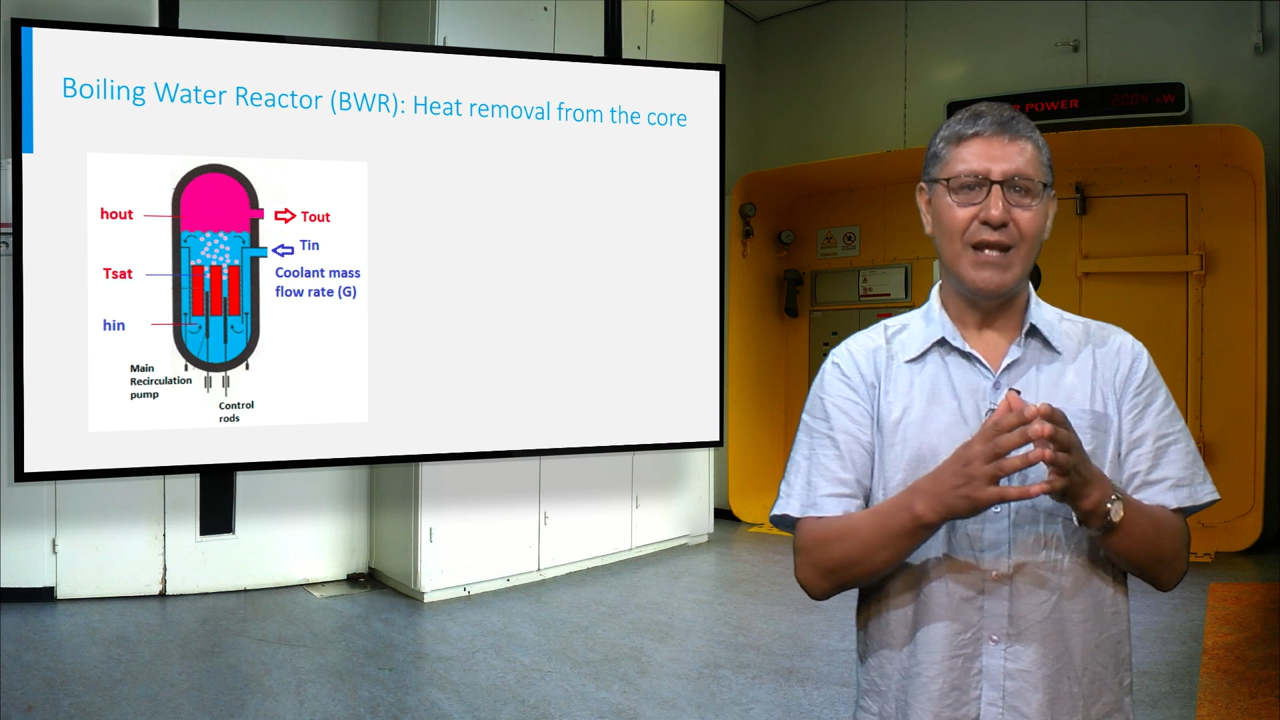 Boiling Water Reactor (BWR): Heat removal from the core
hout
Tout
Tin
Tsat
Coolant mass
flow rate (G)
hin
Main
Recirculation
pump
Control
rods
POWER
kW